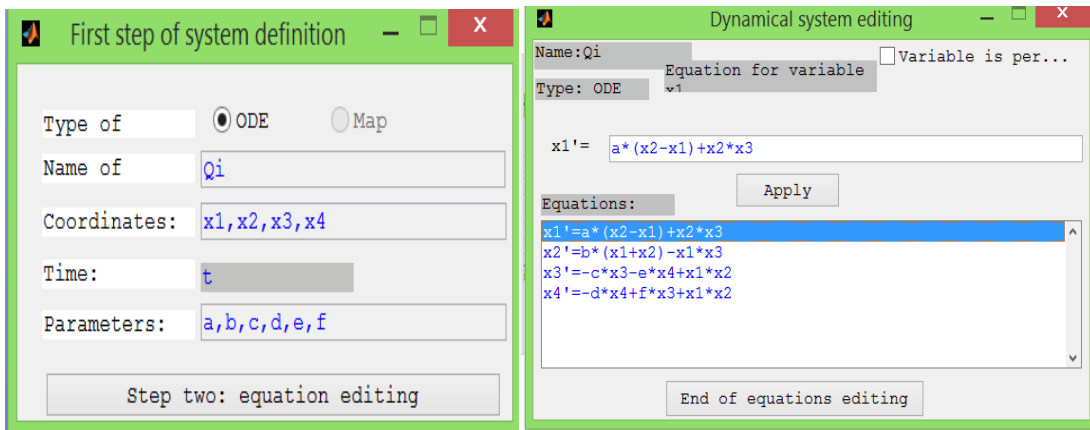 First step of system definition
X
Type of
ODE
Map
Name of
Qi
Coordinates:
x1,x2,x3,x4
Time:
t
Parameters:
a,b,c,d,e,f
Step two: equation editing
Dynamical system editing
X
Name:Qi
Variable is per...
Equation for variable
x1
Type: ODE
x1'=
a*(x2-x1)+x2*x3
Apply
Equations:
x1'=a*(x2-x1)+x2*x3
x2'=b*(x1+x2)-x1*x3
x3'=-c*x3-e*x4+x1*x2
x4'=-d*x4+f*x3+x1*x2
End of equations editing